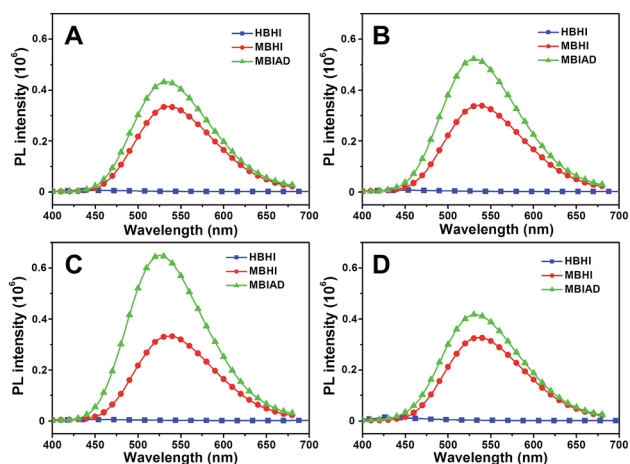 A
HBHI
MBHI
MBIAD
PL intensity (10⁶)
0.6
0.4
0.2
0
400 450 500 550 600 650 700
Wavelength (nm)
B
HBHI
MBHI
MBIAD
PL intensity (10⁶)
0.6
0.4
0.2
0
400 450 500 550 600 650 700
Wavelength (nm)
C
HBHI
MBHI
MBIAD
PL intensity (10⁶)
0.6
0.4
0.2
0
400 450 500 550 600 650 700
Wavelength (nm)
D
HBHI
MBHI
MBIAD
PL intensity (10⁶)
0.6
0.4
0.2
0
400 450 500 550 600 650 700
Wavelength (nm)